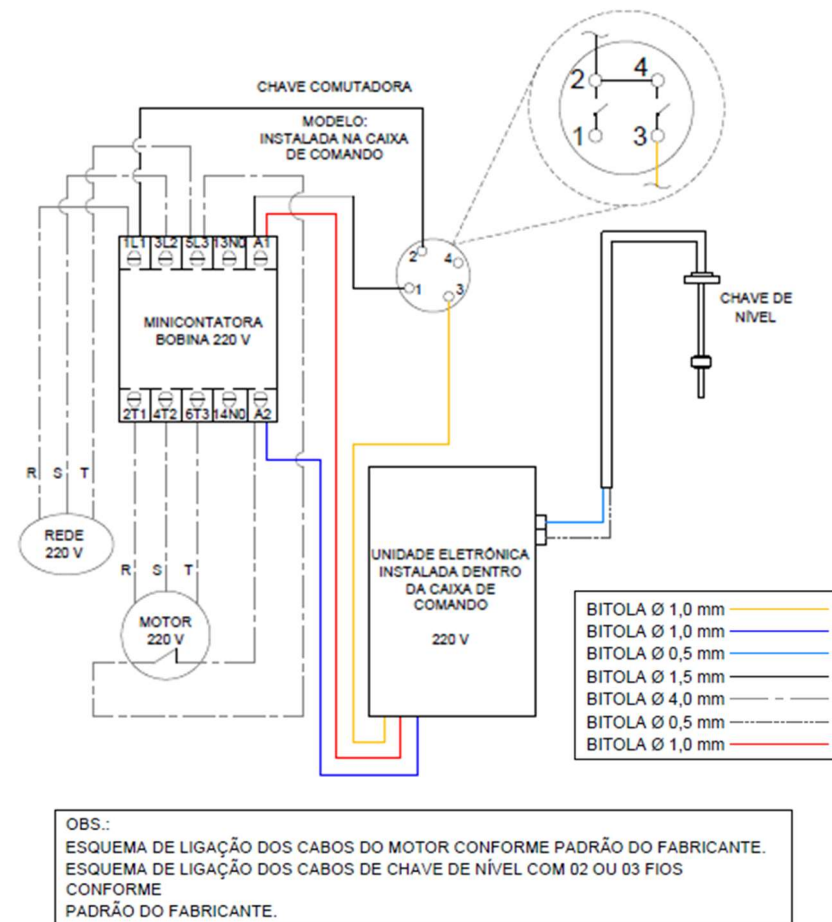 CHAVE COMUTADORA
MODELO:
INSTALADA NA CAIXA
DE COMANDO
2 4
1 3
1L1 3L2 5L3 13N0 A1
MINICONTATORA
BOBINA 220 V
2T1 4T2 6T3 14N0 A2
2 4
1 3
CHAVE DE
NÍVEL
R S T
REDE
220 V
R S T
MOTOR
220 V
UNIDADE ELETRÔNICA
INSTALADA DENTRO
DA CAIXA DE
COMANDO
220 V
BITOLA Ø 1,0 mm
BITOLA Ø 1,0 mm
BITOLA Ø 0,5 mm
BITOLA Ø 1,5 mm
BITOLA Ø 4,0 mm
BITOLA Ø 0,5 mm
BITOLA Ø 1,0 mm
OBS.:
ESQUEMA DE LIGAÇÃO DOS CABOS DO MOTOR CONFORME PADRÃO DO FABRICANTE.
ESQUEMA DE LIGAÇÃO DOS CABOS DE CHAVE DE NÍVEL COM 02 OU 03 FIOS
CONFORME
PADRÃO DO FABRICANTE.